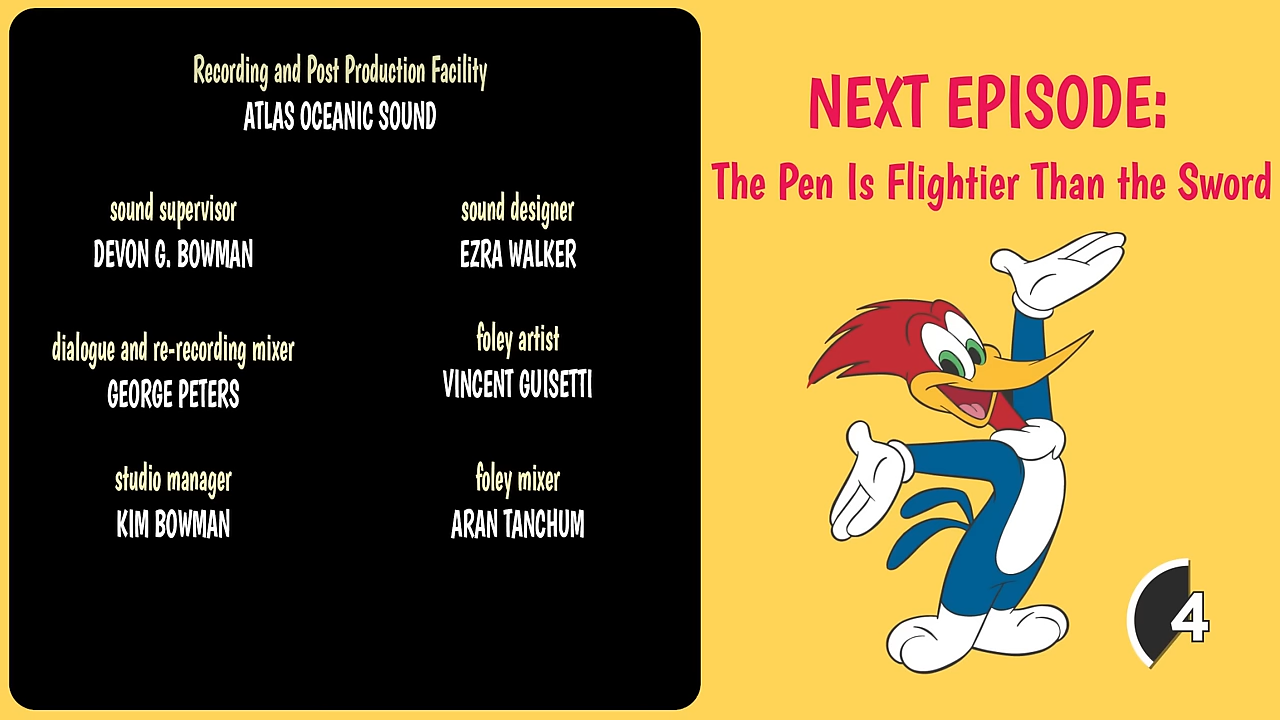 Recording and Post Production Facility
ATLAS OCEANIC SOUND
sound supervisor
DEVON G. BOWMAN
sound designer
EZRA WALKER
dialogue and re-recording mixer
GEORGE PETERS
foley artist
VINCENT GUISETTI
studio manager
KIM BOWMAN
foley mixer
ARAN TANCHUM
NEXT EPISODE:
The Pen Is Flightier Than the Sword
4